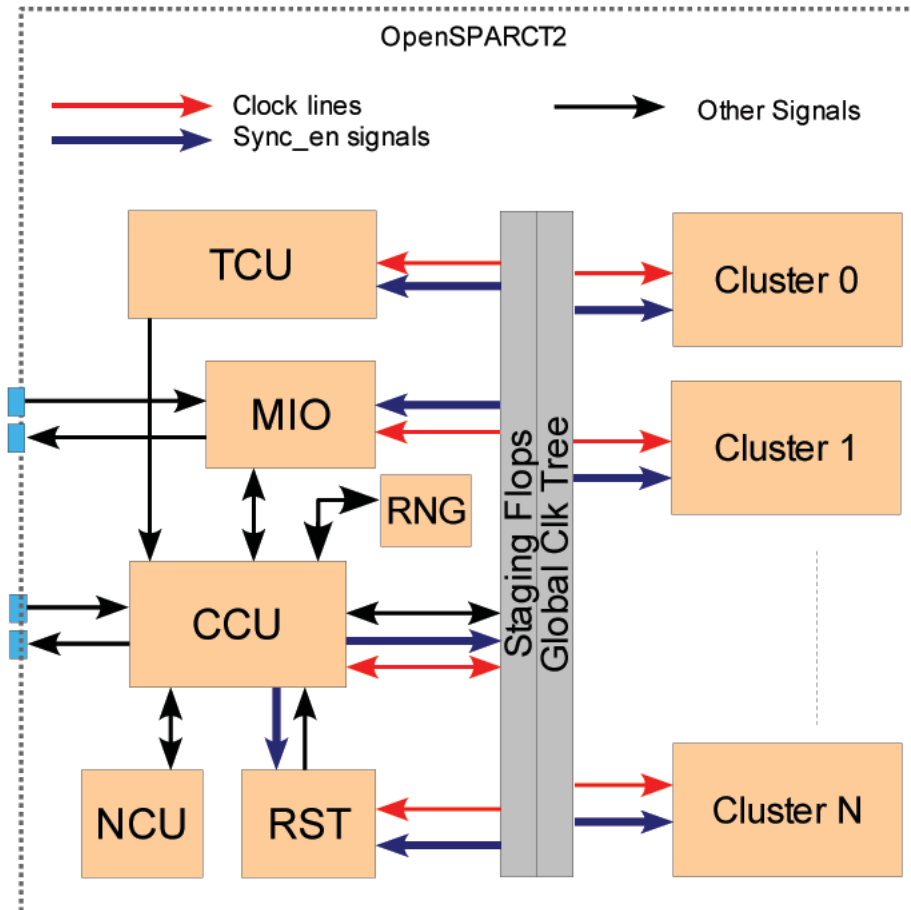 OpenSPARCT2
Clock lines
Sync_en signals
Other Signals
TCU
Cluster 0
MIO
Cluster 1
RNG
Staging Flops
Global Clk Tree
CCU
NCU
RST
Cluster N